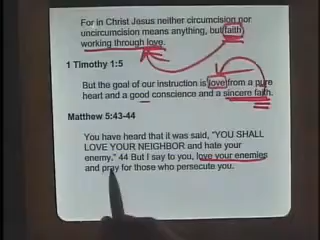 For in Christ Jesus neither circumcision nor
uncircumcision means anything, but faith
working through love.
1 Timothy 1:5
But the goal of our instruction is love from a pure
heart and a good conscience and a sincere faith.
Matthew 5:43-44
You have heard that it was said, "YOU SHALL
LOVE YOUR NEIGHBOR and hate your
enemy." 44 But I say to you, love your enemies
and pray for those who persecute you.